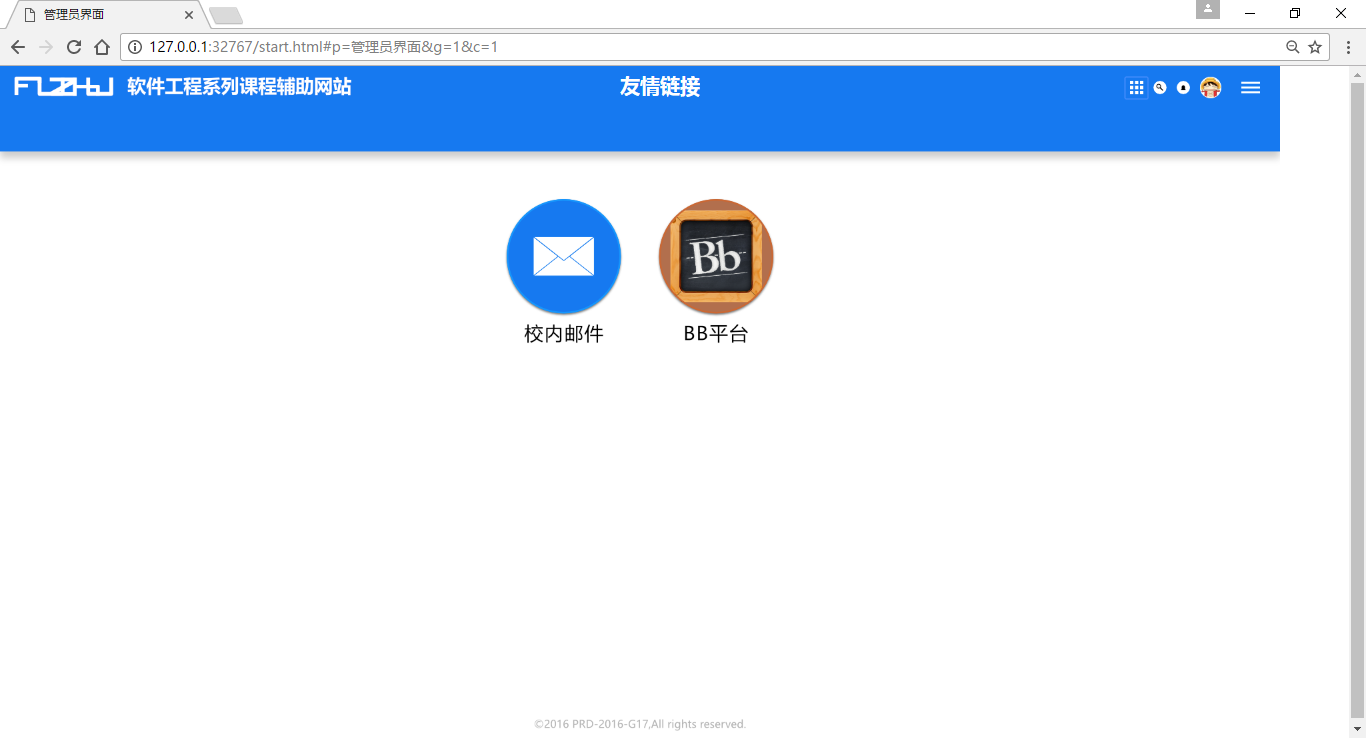 管理员界面
127.0.0.1:32767/start.html#p=管理员界面&g=1&c=1
软件工程系列课程辅助网站
友情链接
Bb
校内邮件
BB平台
©2016 PRD-2016-G17,All rights reserved.